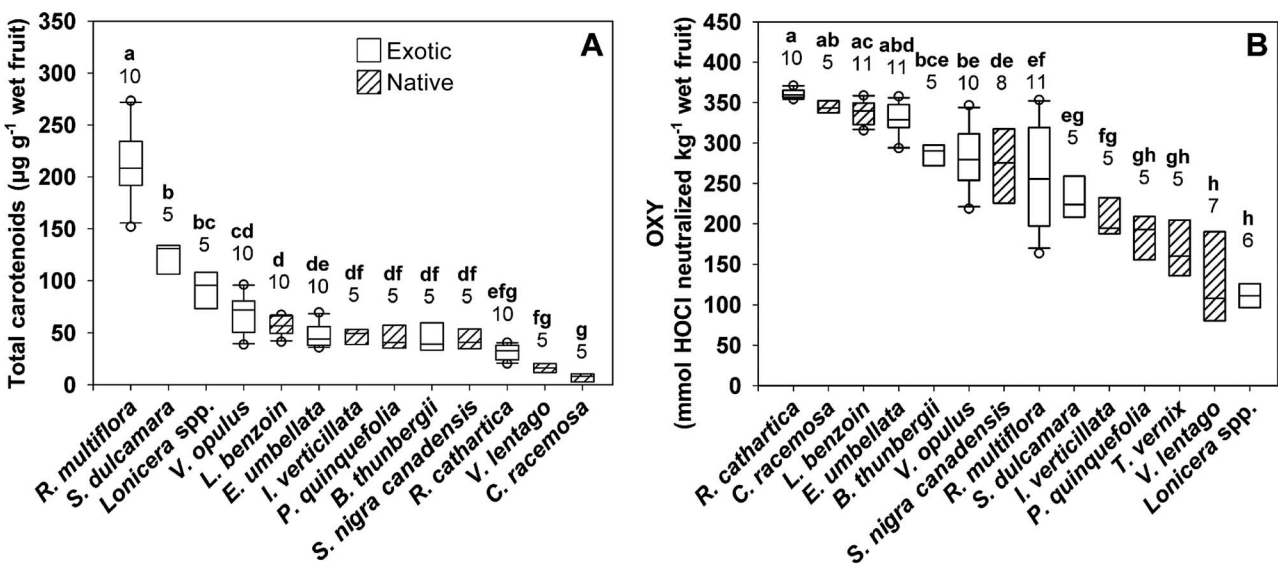 A
Exotic
Native
Total carotenoids (µg g-1 wet fruit)
350
300
250
200
150
100
50
0
a
10
b
5
bc
5
cd
10
d
10
de
10
df
5
df
5
df
5
df
5
efg
10
fg
5
g
5
R. multiflora
S. dulcamara
Lonicera spp.
V. opulus
L. benzoin
E. umbellata
I. verticillata
P. quinquefolia
B. thunbergii
S. nigra canadensis
R. cathartica
V. lentago
C. racemosa
B
OXY
(mmol HOCl neutralized kg-1 wet fruit)
450
400
350
300
250
200
150
100
50
0
a
10
ab
5
ac
11
abd
11
bce
5
be
10
de
8
ef
11
eg
5
fg
5
gh
5
gh
5
h
7
h
6
R. cathartica
C. racemosa
L. benzoin
E. umbellata
B. thunbergii
V. opulus
S. nigra canadensis
R. multiflora
S. dulcamara
I. verticillata
P. quinquefolia
T. vernix
V. lentago
Lonicera spp.